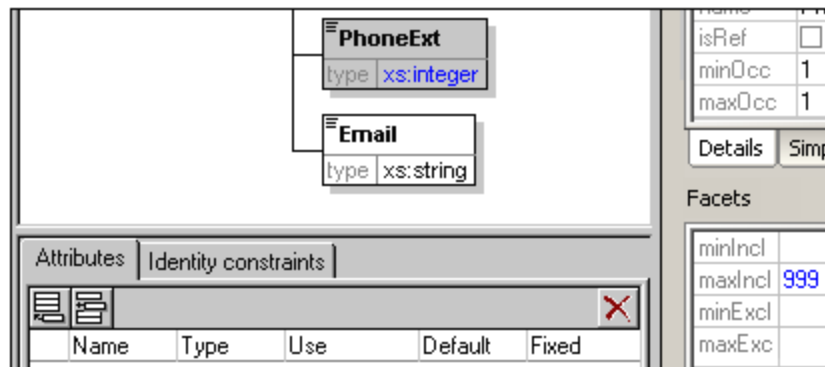 PhoneExt
type xs:integer
Email
type xs:string
isRef
minOcc 1
maxOcc 1
Details
Facets
minIncl
maxIncl 999
minExcl
maxExc
Attributes Identity constraints
Name Type Use Default Fixed